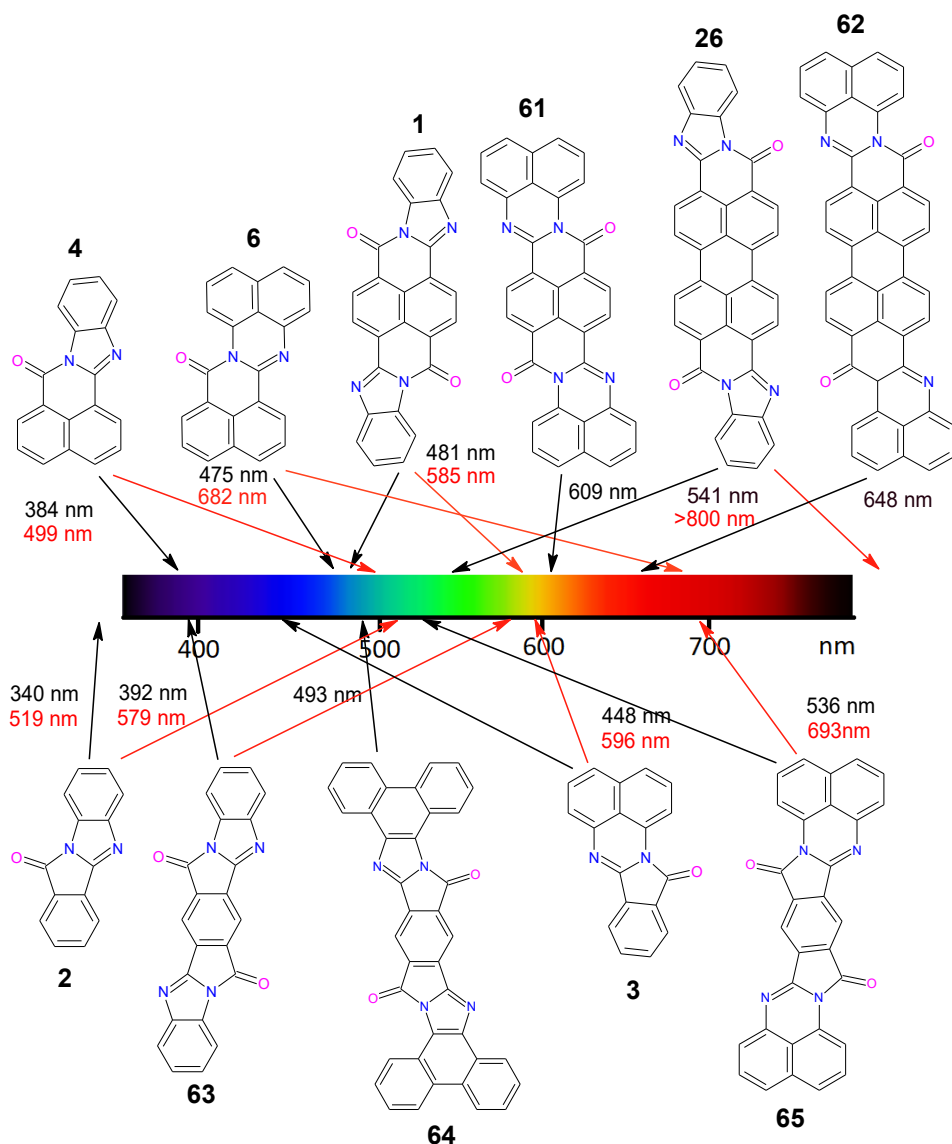 26 62
61
1
N N O
N N O
4 6
O N N
N N O
O N N
O N N
O N N
N O
O N N
O N N
O
N
481 nm
585 nm
475 nm
682 nm
609 nm
541 nm
>800 nm
648 nm
384 nm
499 nm
400 500 600 700 nm
340 nm
519 nm
392 nm
579 nm
493 nm
448 nm
596 nm
536 nm
693nm
O N N
O N N
N N O
N N O
O N N
2
N N O
O N N
3
N N O
63
64
65